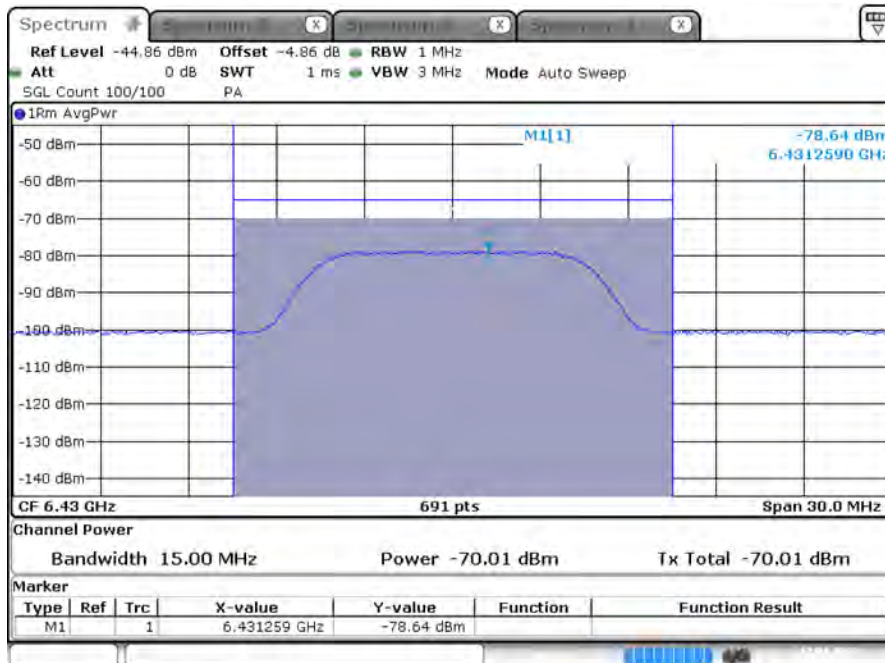 Spectrum
X X X
Ref Level -44.86 dBm Offset -4.86 dB RBW 1 MHz
Att 0 dB SWT 1 ms VBW 3 MHz Mode Auto Sweep
SGL Count 100/100 PA
1Rm AvgPwr
M1[1] -78.64 dBm
6.4312590 GHz
-50 dBm
-60 dBm
-70 dBm
-80 dBm
-90 dBm
-100 dBm
-110 dBm
-120 dBm
-130 dBm
-140 dBm
CF 6.43 GHz 691 pts Span 30.0 MHz
Channel Power
Bandwidth 15.00 MHz Power -70.01 dBm Tx Total -70.01 dBm
Marker
Type Ref Trc X-value Y-value Function Function Result
M1 1 6.431259 GHz -78.64 dBm